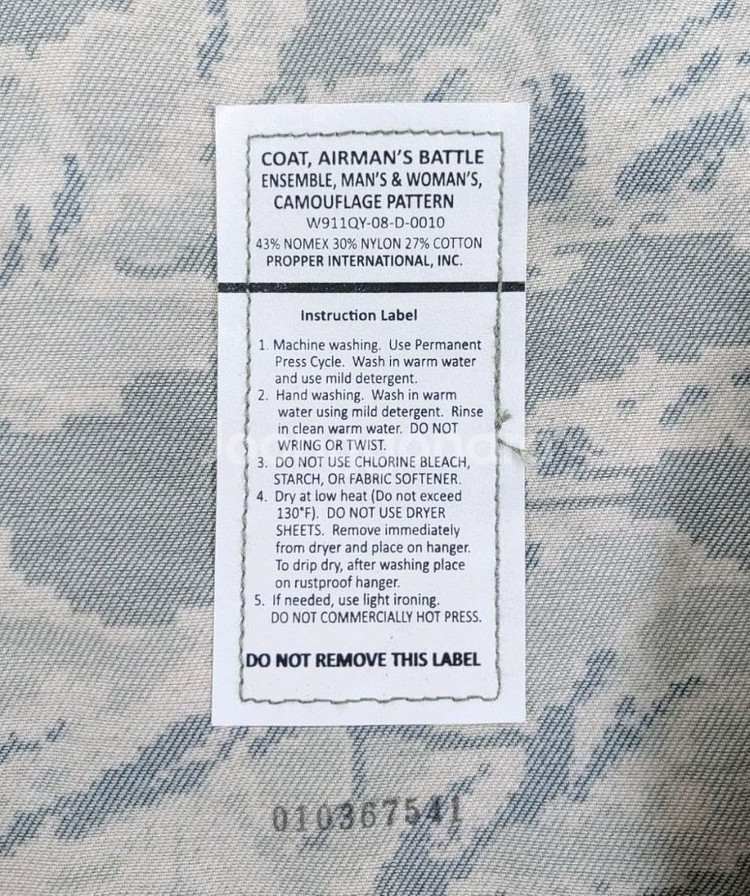 COAT, AIRMAN'S BATTLE
ENSEMBLE, MAN'S & WOMAN'S,
CAMOUFLAGE PATTERN
W911QY-08-D-0010
43% NOMEX 30% NYLON 27% COTTON
PROPPER INTERNATIONAL, INC.
Instruction Label
1. Machine washing. Use Permanent
Press Cycle. Wash in warm water
and use mild detergent.
2. Hand washing. Wash in warm
water using mild detergent. Rinse
in clean warm water. DO NOT
WRING OR TWIST.
3. DO NOT USE CHLORINE BLEACH,
STARCH, OR FABRIC SOFTENER.
4. Dry at low heat (Do not exceed
130°F). DO NOT USE DRYER
SHEETS. Remove immediately
from dryer and place on hanger.
To drip dry, after washing place
on rustproof hanger.
5. If needed, use light ironing.
DO NOT COMMERCIALLY HOT PRESS.
DO NOT REMOVE THIS LABEL
010367541